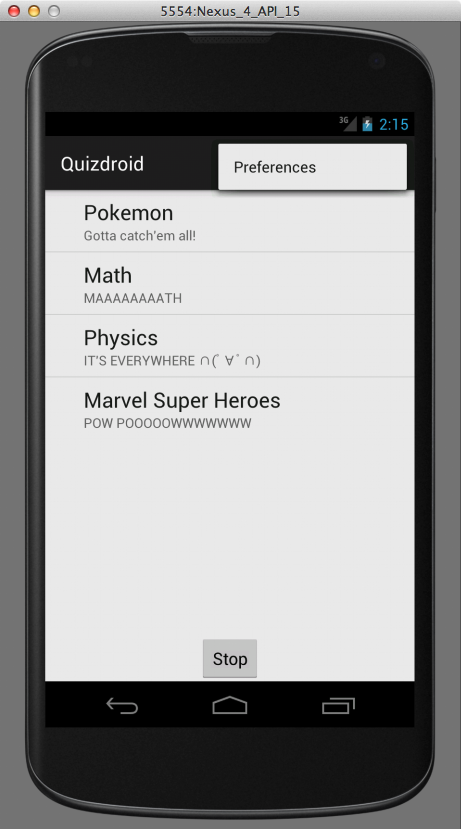 5554:Nexus_4_API_15
3G 2:15
Quizdroid
Preferences
Pokemon
Gotta catch'em all!
Math
MAAAAAAAATH
Physics
IT'S EVERYWHERE ∩(ﾟ∀ﾟ∩)
Marvel Super Heroes
POW POOOOOWWWWWWW
Stop